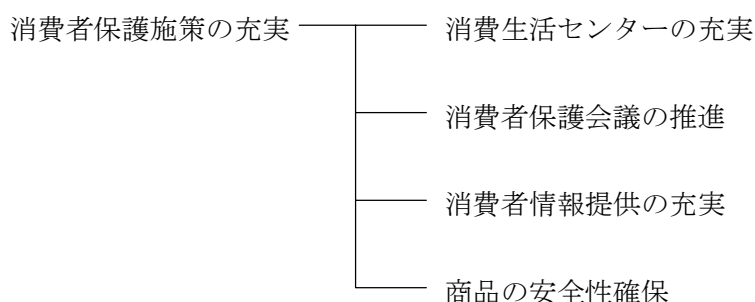 消費者保護施策の充実
消費生活センターの充実
消費者保護会議の推進
消費者情報提供の充実
商品の安全性確保